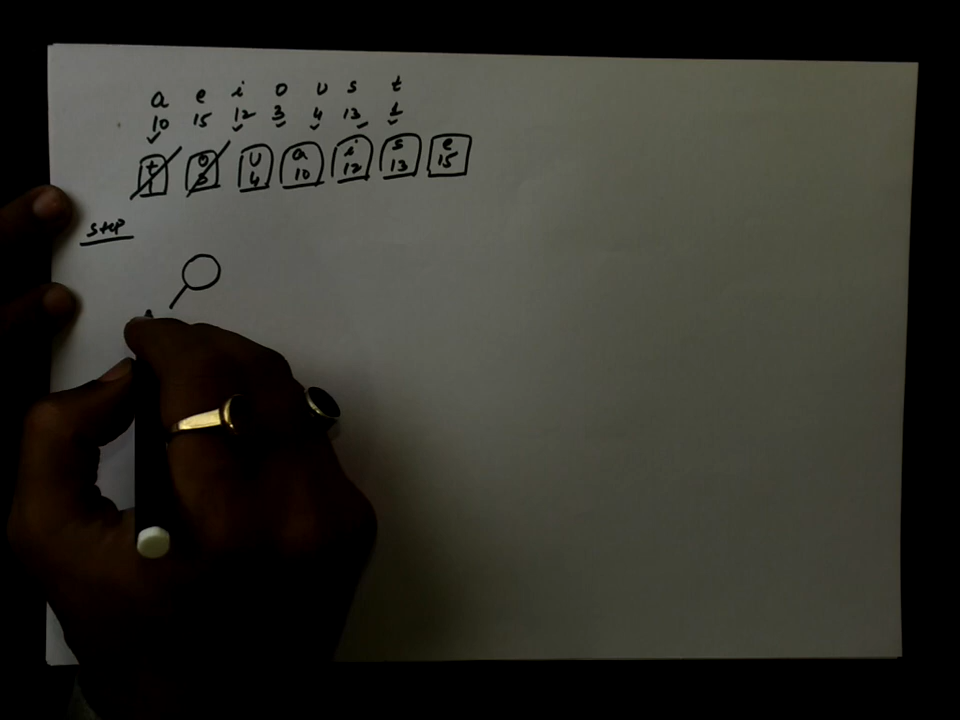 a e i o u s t
10 15 12 3 4 13 1
t o u a i s e
1 3 4 10 12 13 15
step